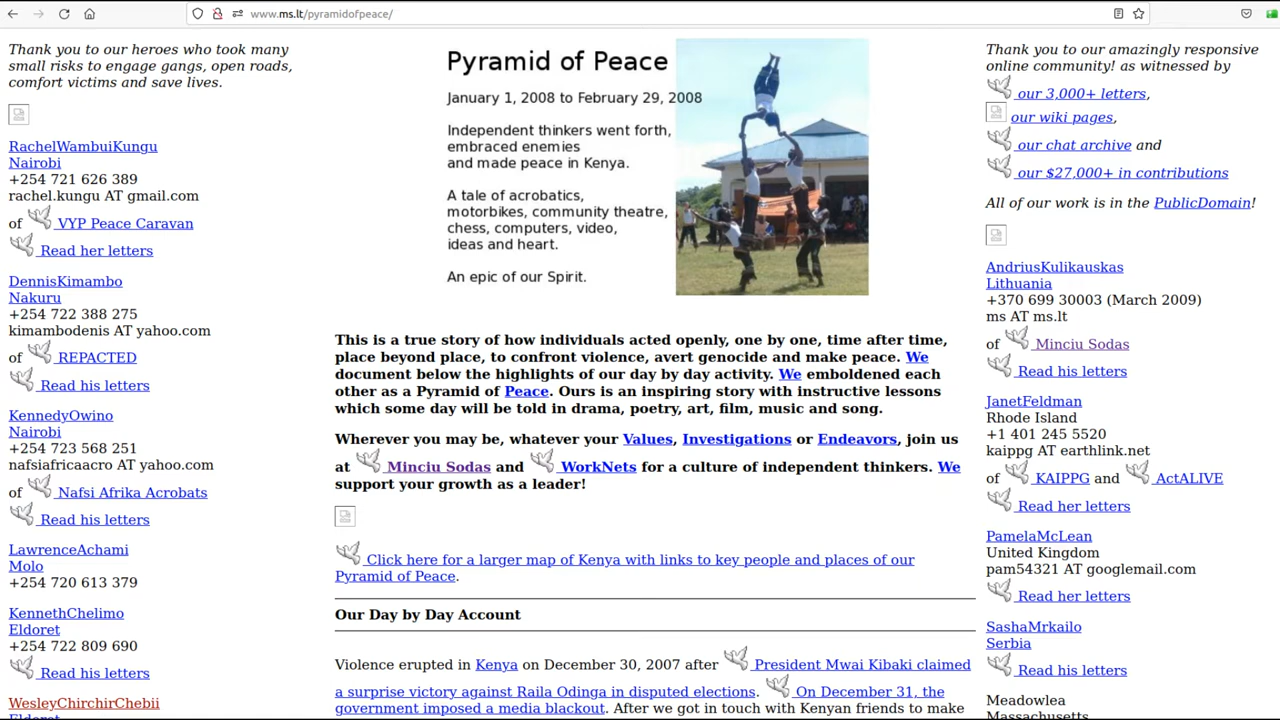 www.ms.lt/pyramidofpeace/
Thank you to our heroes who took many
small risks to engage gangs, open roads,
comfort victims and save lives.
RachelWambuiKungu
Nairobi
+254 721 626 389
rachel.kungu AT gmail.com
of VYP Peace Caravan
Read her letters
DennisKimambo
Nakuru
+254 722 388 275
kimambodenis AT yahoo.com
of REPACTED
Read his letters
KennedyOwino
Nairobi
+254 723 568 251
nafsiafricaacro AT yahoo.com
of Nafsi Afrika Acrobats
Read his letters
LawrenceAchami
Molo
+254 720 613 379
KennethChelimo
Eldoret
+254 722 809 690
Read his letters
WesleyChirchirChebii
Eldoret
Pyramid of Peace
January 1, 2008 to February 29, 2008
Independent thinkers went forth,
embraced enemies
and made peace in Kenya.
A tale of acrobatics,
motorbikes, community theatre,
chess, computers, video,
ideas and heart.
An epic of our Spirit.
This is a true story of how individuals acted openly, one by one, time after time,
place beyond place, to confront violence, avert genocide and make peace. We
document below the highlights of our day by day activity. We emboldened each
other as a Pyramid of Peace. Ours is an inspiring story with instructive lessons
which some day will be told in drama, poetry, art, film, music and song.
Wherever you may be, whatever your Values, Investigations or Endeavors, join us
at Minciu Sodas and WorkNets for a culture of independent thinkers. We
support your growth as a leader!
Click here for a larger map of Kenya with links to key people and places of our
Pyramid of Peace.
Our Day by Day Account
Violence erupted in Kenya on December 30, 2007 after President Mwai Kibaki claimed
a surprise victory against Raila Odinga in disputed elections. On December 31, the
government imposed a media blackout. After we got in touch with Kenyan friends to make
Thank you to our amazingly responsive
online community! as witnessed by
our 3,000+ letters,
our wiki pages,
our chat archive and
our $27,000+ in contributions
All of our work is in the PublicDomain!
AndriusKulikauskas
Lithuania
+370 699 30003 (March 2009)
ms AT ms.lt
of Minciu Sodas
Read his letters
JanetFeldman
Rhode Island
+1 401 245 5520
kaippg AT earthlink.net
of KAIPPG and ActALIVE
Read her letters
PamelaMcLean
United Kingdom
pam54321 AT googlemail.com
Read her letters
SashaMrkailo
Serbia
Read his letters
Meadowlea
Massachusetts